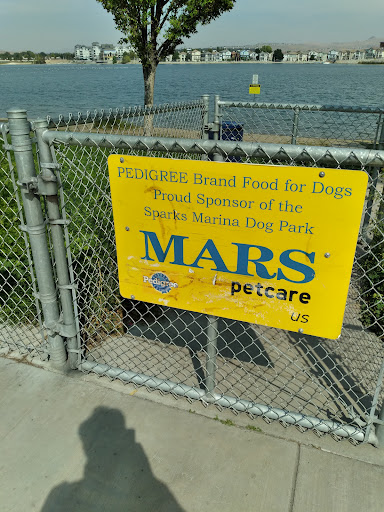 PEDIGREE Brand Food for Dogs
Proud Sponsor of the
Sparks Marina Dog Park
MARS
petcare
us
Pedigree